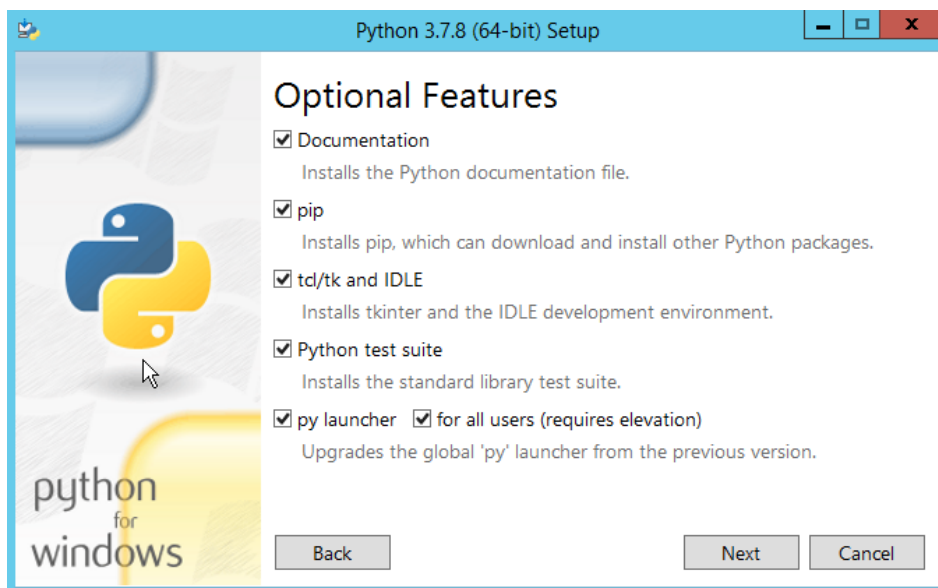 Python 3.7.8 (64-bit) Setup
Optional Features
Documentation
Installs the Python documentation file.
pip
Installs pip, which can download and install other Python packages.
tcl/tk and IDLE
Installs tkinter and the IDLE development environment.
Python test suite
Installs the standard library test suite.
py launcher for all users (requires elevation)
Upgrades the global 'py' launcher from the previous version.
python
for
windows
Back Next Cancel